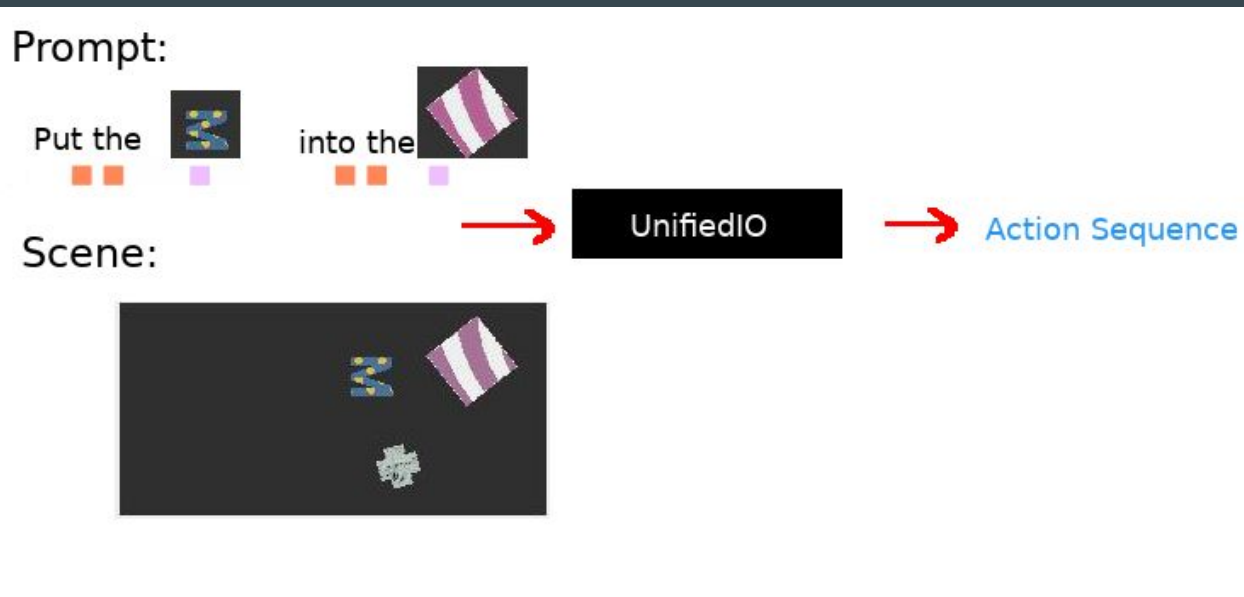 Prompt:
Put the into the
UnifiedIO
Action Sequence
Scene: